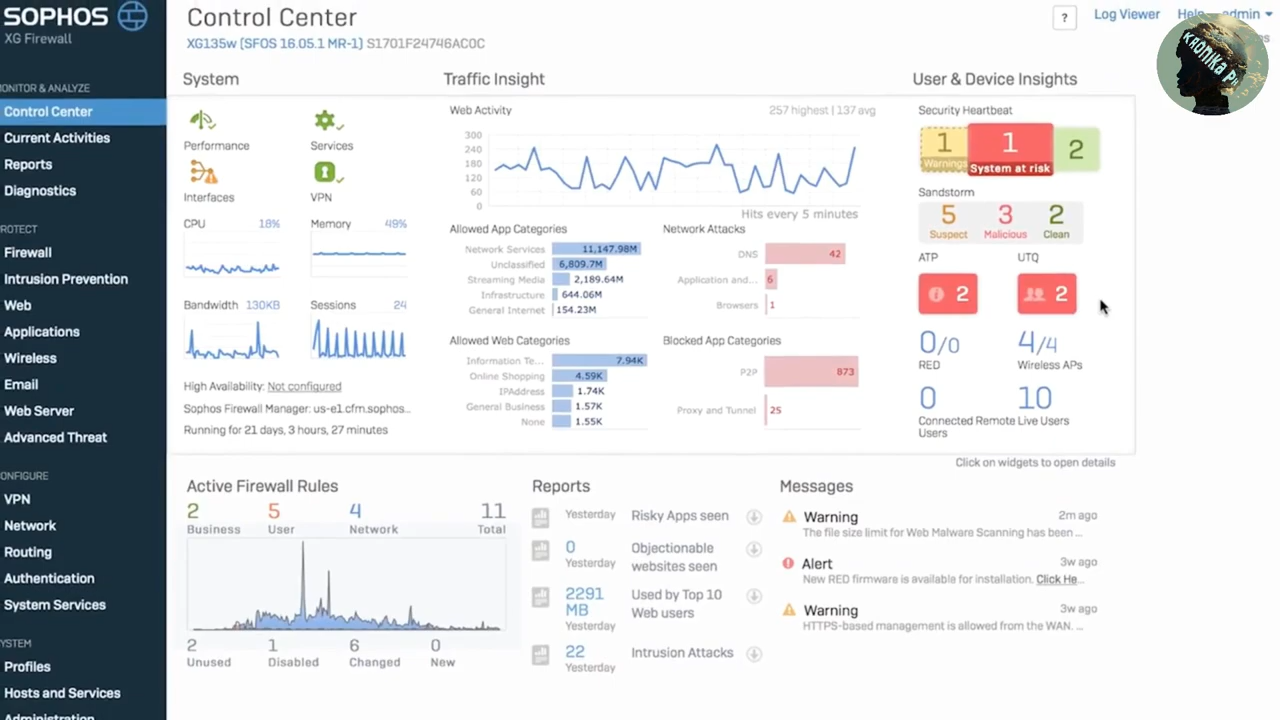 SOPHOS
XG Firewall
ONITOR & ANALYZE
Control Center
Current Activities
Reports
Diagnostics
ROTECT
Firewall
Intrusion Prevention
Web
Applications
Wireless
Email
Web Server
Advanced Threat
ONFIGURE
VPN
Network
Routing
Authentication
System Services
YSTEM
Profiles
Hosts and Services
Administration
Control Center
XG135w (SFOS 16.05.1 MR-1) S1701F24746AC0C
?
Log Viewer
Help
admin
KRONIKA
System
Performance
Services
Interfaces
VPN
CPU 18%
Memory 49%
Bandwidth 130KB
Sessions 24
High Availability: Not configured
Sophos Firewall Manager: us-e1.cfm.sophos...
Running for 21 days, 3 hours, 27 minutes
Traffic Insight
Web Activity
257 highest | 137 avg
300
240
180
120
60
0
Hits every 5 minutes
Allowed App Categories
Network Services 11,147.98M
Unclassified 6,809.7M
Streaming Media 2,189.64M
Infrastructure 644.06M
General Internet 154.23M
Network Attacks
DNS 42
Application and... 6
Browsers 1
Allowed Web Categories
Information Te... 7.94K
Online Shopping 4.59K
IPAddress 1.74K
General Business 1.57K
None 1.55K
Blocked App Categories
P2P 873
Proxy and Tunnel 25
User & Device Insights
Security Heartbeat
1 Warnings
1 System at risk
2
Sandstorm
5 Suspect
3 Malicious
2 Clean
ATP
UTQ
2
2
0/0
RED
4/4
Wireless APs
0
Connected Remote Users
10
Live Users
Click on widgets to open details
Active Firewall Rules
2 Business
5 User
4 Network
11 Total
2 Unused
1 Disabled
6 Changed
0 New
Reports
Yesterday
Risky Apps seen
0
Yesterday
Objectionable
websites seen
2291
MB
Yesterday
Used by Top 10
Web users
22
Yesterday
Intrusion Attacks
Messages
Warning 2m ago
The file size limit for Web Malware Scanning has been ...
Alert 3w ago
New RED firmware is available for installation. Click He...
Warning 3w ago
HTTPS-based management is allowed from the WAN. ...